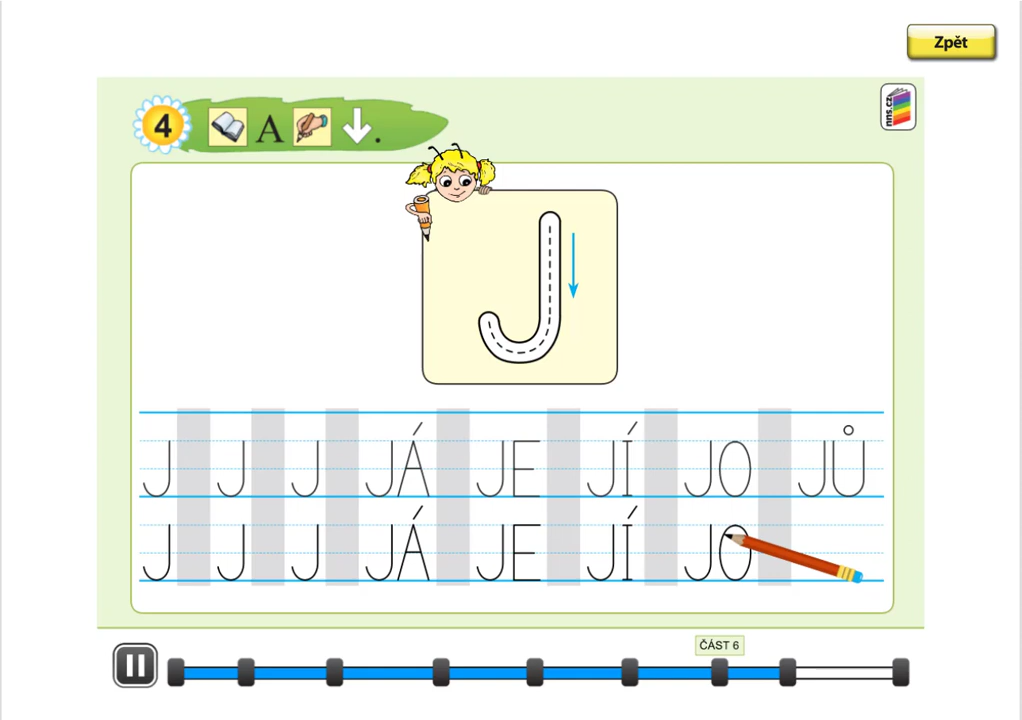 Zpět
nns.cz
4 A .
J
J J J JÁ JE JÍ JO JŮ
J J J JÁ JE JÍ JO
ČÁST 6